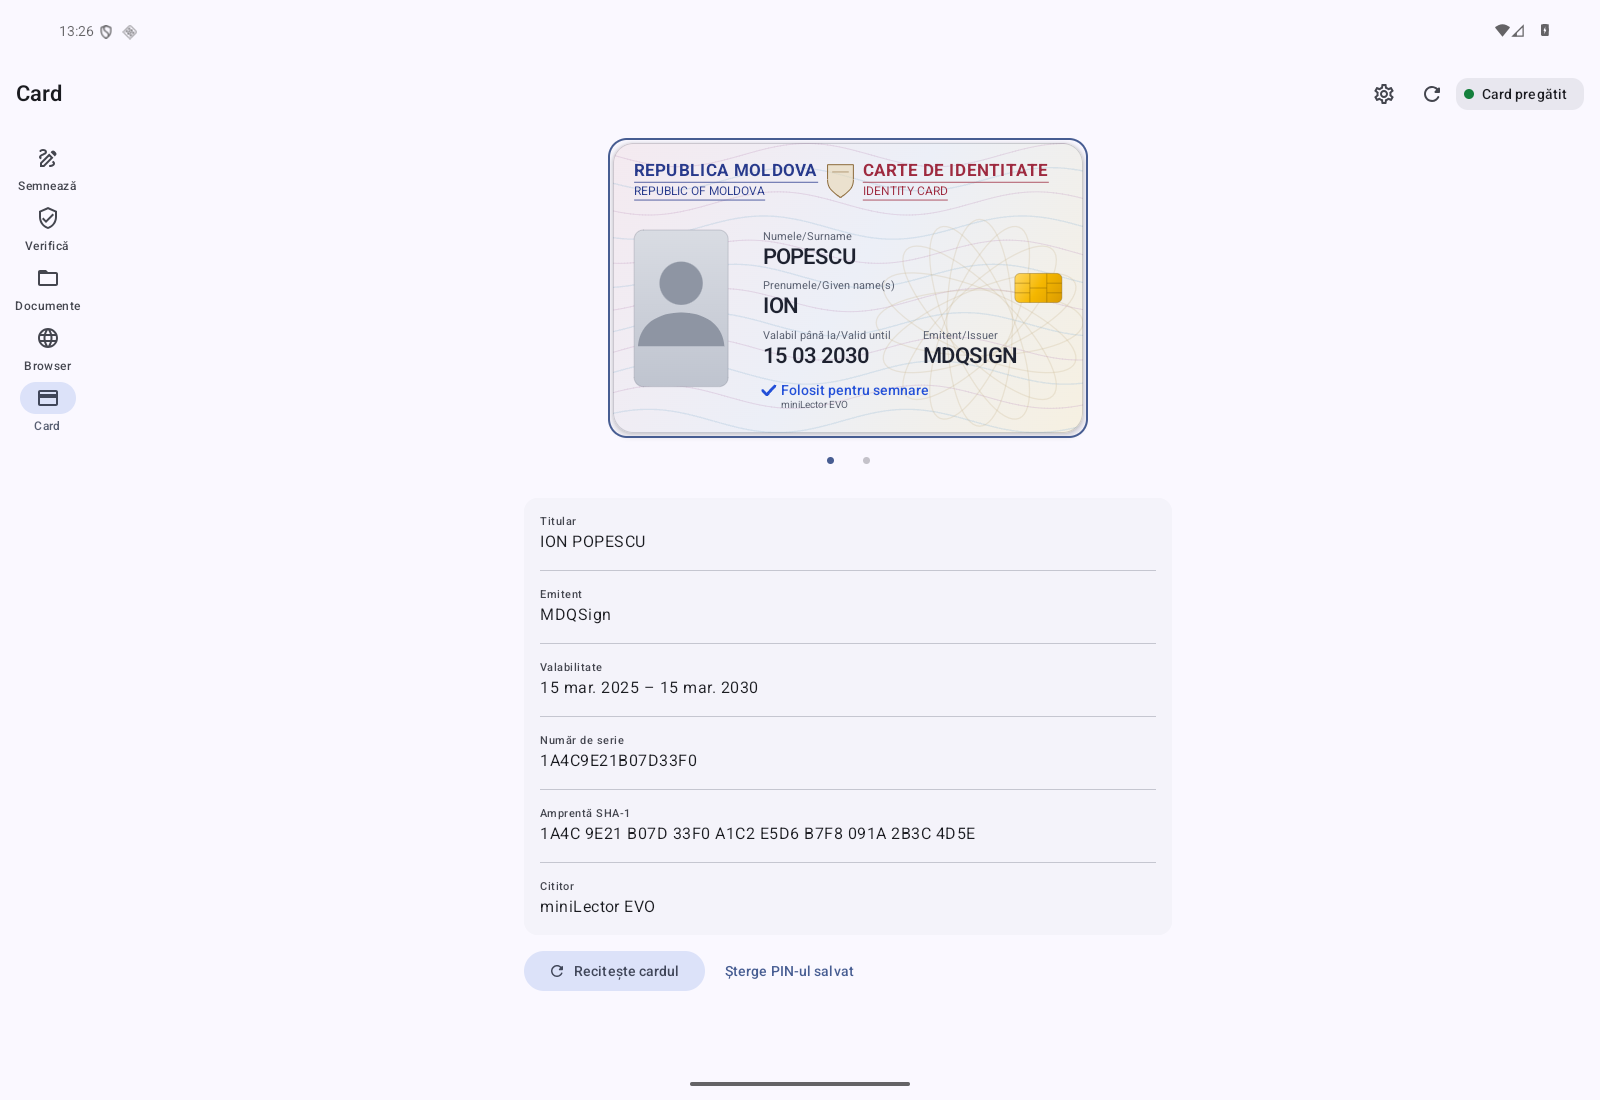 13:26
Card
Card pregătit
Semnează
Verifică
Documente
Browser
Card
REPUBLICA MOLDOVA
REPUBLIC OF MOLDOVA
CARTE DE IDENTITATE
IDENTITY CARD
Numele/Surname
POPESCU
Prenumele/Given name(s)
ION
Valabil până la/Valid until
15 03 2030
Emitent/Issuer
MDQSIGN
Folosit pentru semnare
miniLector EVO
Titular
ION POPESCU
Emitent
MDQSign
Valabilitate
15 mar. 2025 – 15 mar. 2030
Număr de serie
1A4C9E21B07D33F0
Amprentă SHA-1
1A4C 9E21 B07D 33F0 A1C2 E5D6 B7F8 091A 2B3C 4D5E
Cititor
miniLector EVO
Recitește cardul
Șterge PIN-ul salvat